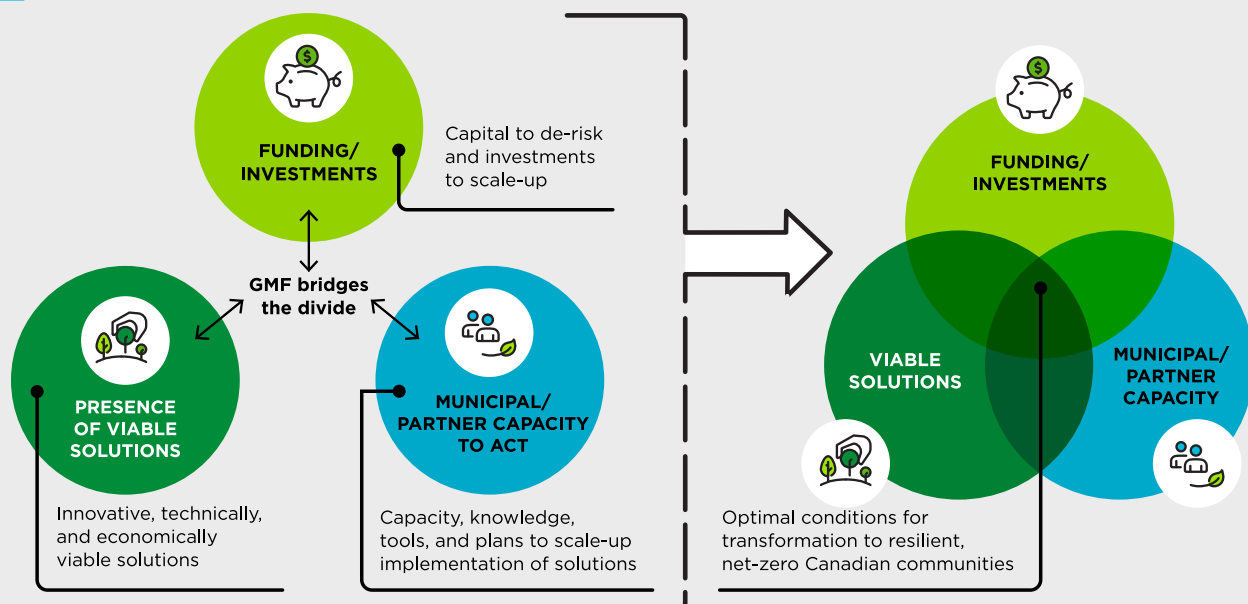 $
FUNDING/
INVESTMENTS
Capital to de-risk
and investments
to scale-up
GMF bridges
the divide
PRESENCE
OF VIABLE
SOLUTIONS
Innovative, technically,
and economically
viable solutions
MUNICIPAL/
PARTNER CAPACITY
TO ACT
Capacity, knowledge,
tools, and plans to scale-up
implementation of solutions
$
FUNDING/
INVESTMENTS
VIABLE
SOLUTIONS
MUNICIPAL/
PARTNER
CAPACITY
Optimal conditions for
transformation to resilient,
net-zero Canadian communities